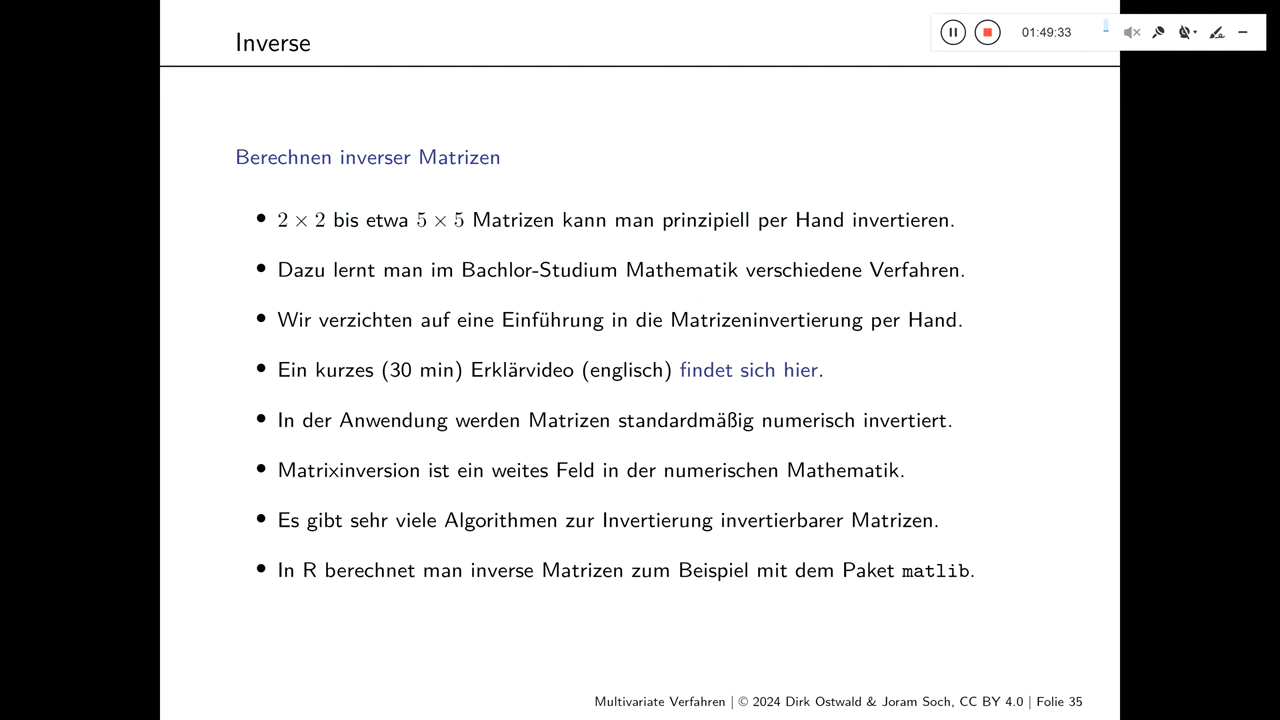 Inverse
01:49:33
Berechnen inverser Matrizen
• 2 × 2 bis etwa 5 × 5 Matrizen kann man prinzipiell per Hand invertieren.
• Dazu lernt man im Bachlor-Studium Mathematik verschiedene Verfahren.
• Wir verzichten auf eine Einführung in die Matrizeninvertierung per Hand.
• Ein kurzes (30 min) Erklärvideo (englisch) findet sich hier.
• In der Anwendung werden Matrizen standardmäßig numerisch invertiert.
• Matrixinversion ist ein weites Feld in der numerischen Mathematik.
• Es gibt sehr viele Algorithmen zur Invertierung invertierbarer Matrizen.
• In R berechnet man inverse Matrizen zum Beispiel mit dem Paket matlib.
Multivariate Verfahren | © 2024 Dirk Ostwald & Joram Soch, CC BY 4.0 | Folie 35